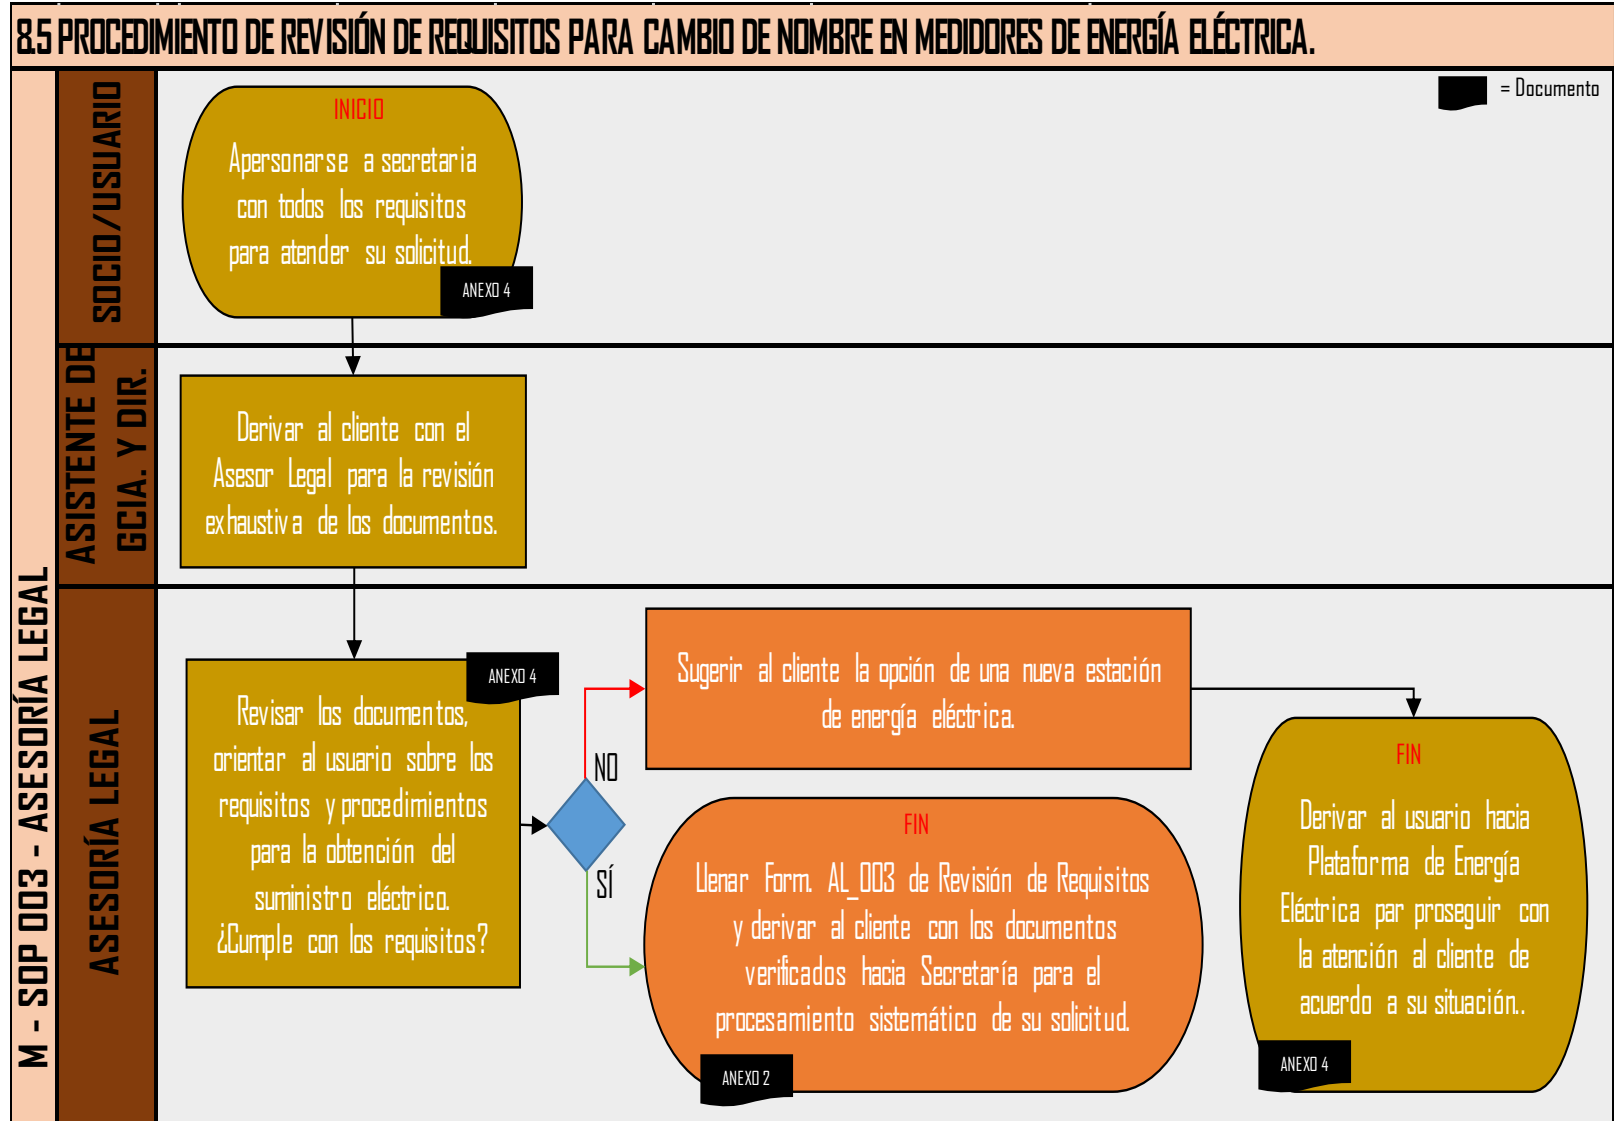 8.5 PROCEDIMIENTO DE REVISIÓN DE REQUISITOS PARA CAMBIO DE NOMBRE EN MEDIDORES DE ENERGÍA ELÉCTRICA.
M - SOP 003 - ASESORÍA LEGAL
SOCIO/USUARIO
= Documento
INICIO
Apersonarse a secretaria
con todos los requisitos
para atender su solicitud.
ANEXO 4
ASISTENTE DE
GCIA. Y DIR.
Derivar al cliente con el
Asesor Legal para la revisión
exhaustiva de los documentos.
ASESORÍA LEGAL
ANEXO 4
Revisar los documentos,
orientar al usuario sobre los
requisitos y procedimientos
para la obtención del
suministro eléctrico.
¿Cumple con los requisitos?
NO
SÍ
Sugerir al cliente la opción de una nueva estación
de energía eléctrica.
FIN
Llenar Form. AL_003 de Revisión de Requisitos
y derivar al cliente con los documentos
verificados hacia Secretaría para el
procesamiento sistemático de su solicitud.
ANEXO 2
FIN
Derivar al usuario hacia
Plataforma de Energía
Eléctrica par proseguir con
la atención al cliente de
acuerdo a su situación..
ANEXO 4